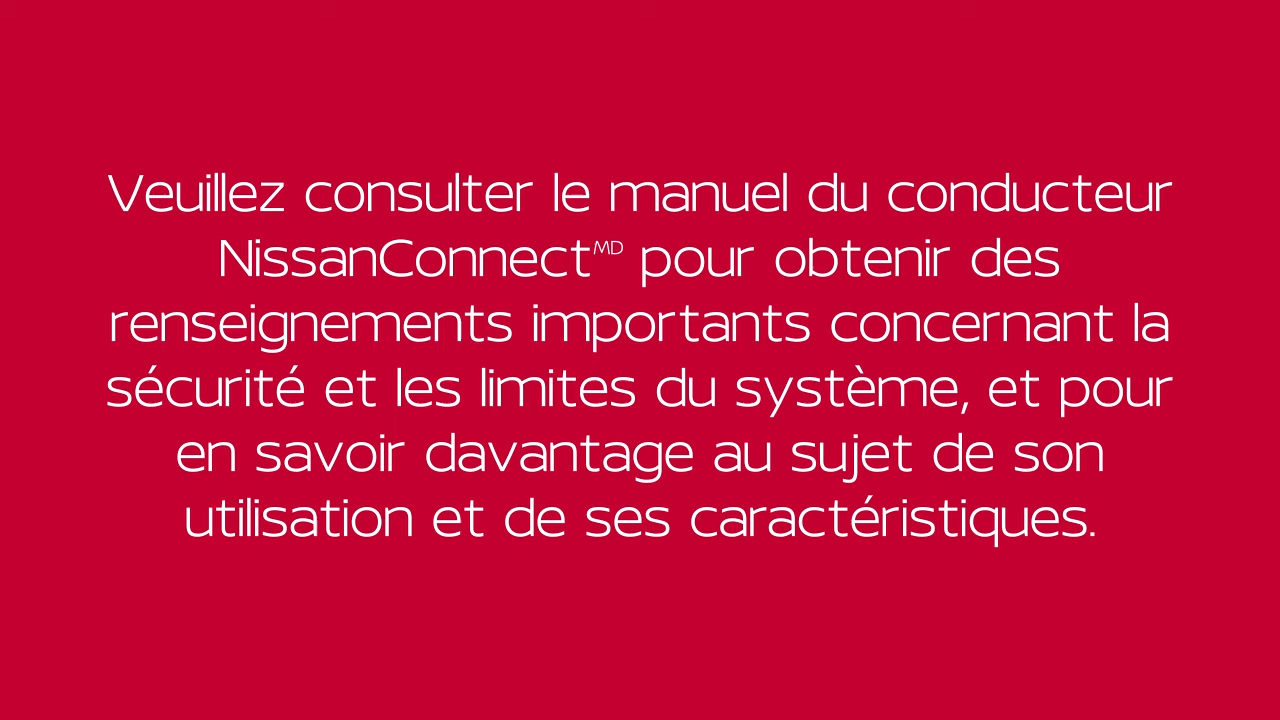 Veuillez consulter le manuel du conducteur
NissanConnectMD pour obtenir des
renseignements importants concernant la
sécurité et les limites du système, et pour
en savoir davantage au sujet de son
utilisation et de ses caractéristiques.